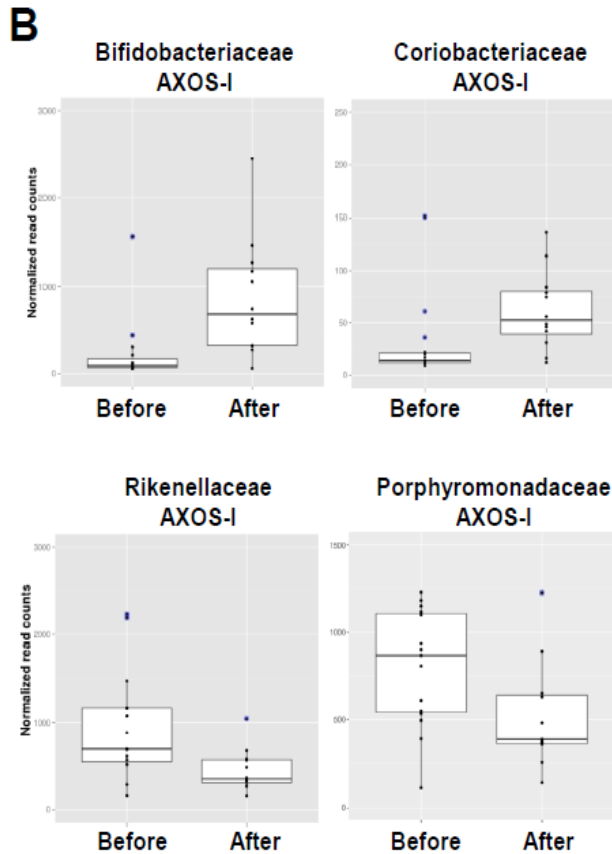 B
Bifidobacteriaceae
AXOS-I
Coriobacteriaceae
AXOS-I
Normalized read counts
3000
2000
1000
0
250
200
150
100
50
0
Before
After
Before
After
Rikenellaceae
AXOS-I
Porphyromonadaceae
AXOS-I
Normalized read counts
3000
2000
1000
0
1500
1000
500
0
Before
After
Before
After